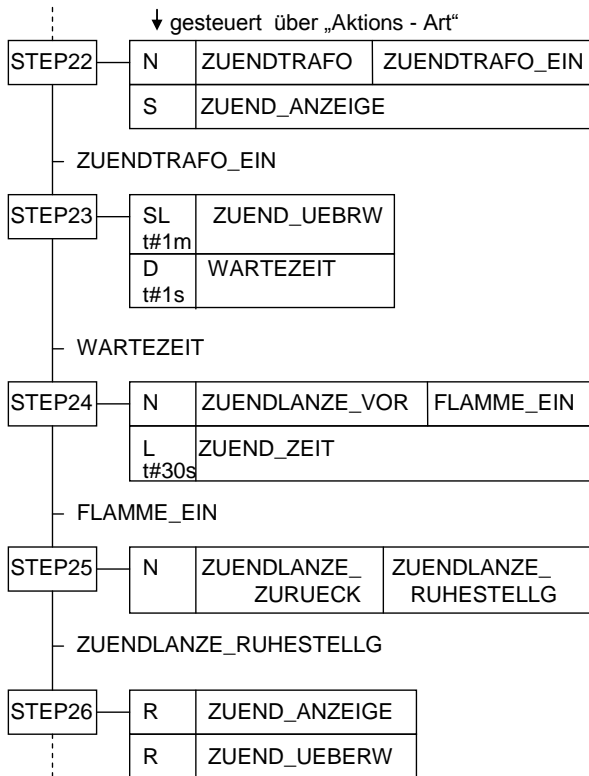 gesteuert über „Aktions - Art“
STEP22 N ZUENDTRAFO ZUENDTRAFO_EIN
S ZUEND_ANZEIGE
ZUENDTRAFO_EIN
STEP23 SL ZUEND_UEBRW
t#1m
D WARTEZEIT
t#1s
WARTEZEIT
STEP24 N ZUENDLANZE_VOR FLAMME_EIN
L ZUEND_ZEIT
t#30s
FLAMME_EIN
STEP25 N ZUENDLANZE_ ZUENDLANZE_
ZURUECK RUHESTELLG
ZUENDLANZE_RUHESTELLG
STEP26 R ZUEND_ANZEIGE
R ZUEND_UEBERW